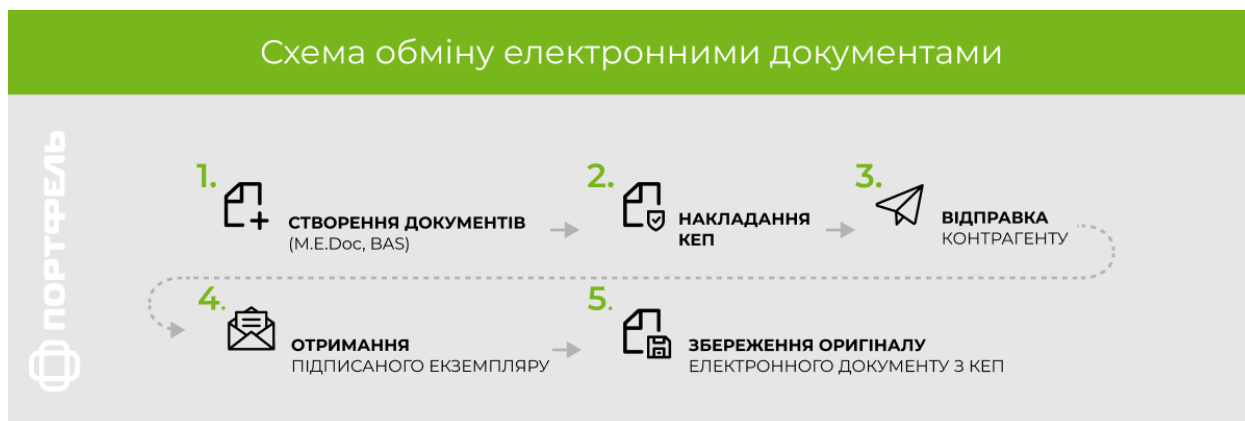 Схема обміну електронними документами
ПОРТФЕЛЬ
1.
СТВОРЕННЯ ДОКУМЕНТІВ
(M.E.Doc, BAS)
2.
НАКЛАДАННЯ
КЕП
3.
ВІДПРАВКА
КОНТРАГЕНТУ
4.
ОТРИМАННЯ
ПІДПИСАНОГО ЕКЗЕМПЛЯРУ
5.
ЗБЕРЕЖЕННЯ ОРИГІНАЛУ
ЕЛЕКТРОННОГО ДОКУМЕНТУ З КЕП